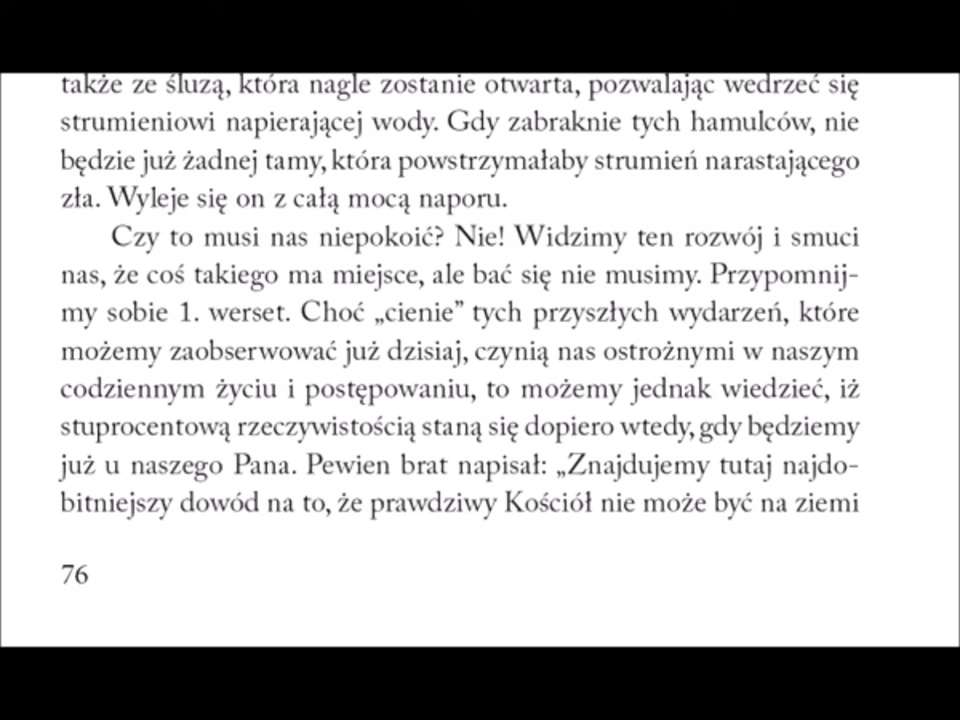 także ze śluzą, która nagle zostanie otwarta, pozwalając wedrzeć się
strumieniowi napierającej wody. Gdy zabraknie tych hamulców, nie
będzie już żadnej tamy, która powstrzymałaby strumień narastającego
zła. Wyleje się on z całą mocą naporu.
Czy to musi nas niepokoić? Nie! Widzimy ten rozwój i smuci
nas, że coś takiego ma miejsce, ale bać się nie musimy. Przypomnij-
my sobie 1. werset. Choć „cienie” tych przyszłych wydarzeń, które
możemy zaobserwować już dzisiaj, czynią nas ostrożnymi w naszym
codziennym życiu i postępowaniu, to możemy jednak wiedzieć, iż
stuprocentową rzeczywistością staną się dopiero wtedy, gdy będziemy
już u naszego Pana. Pewien brat napisał: „Znajdujemy tutaj najdo-
bitniejszy dowód na to, że prawdziwy Kościół nie może być na ziemi
76